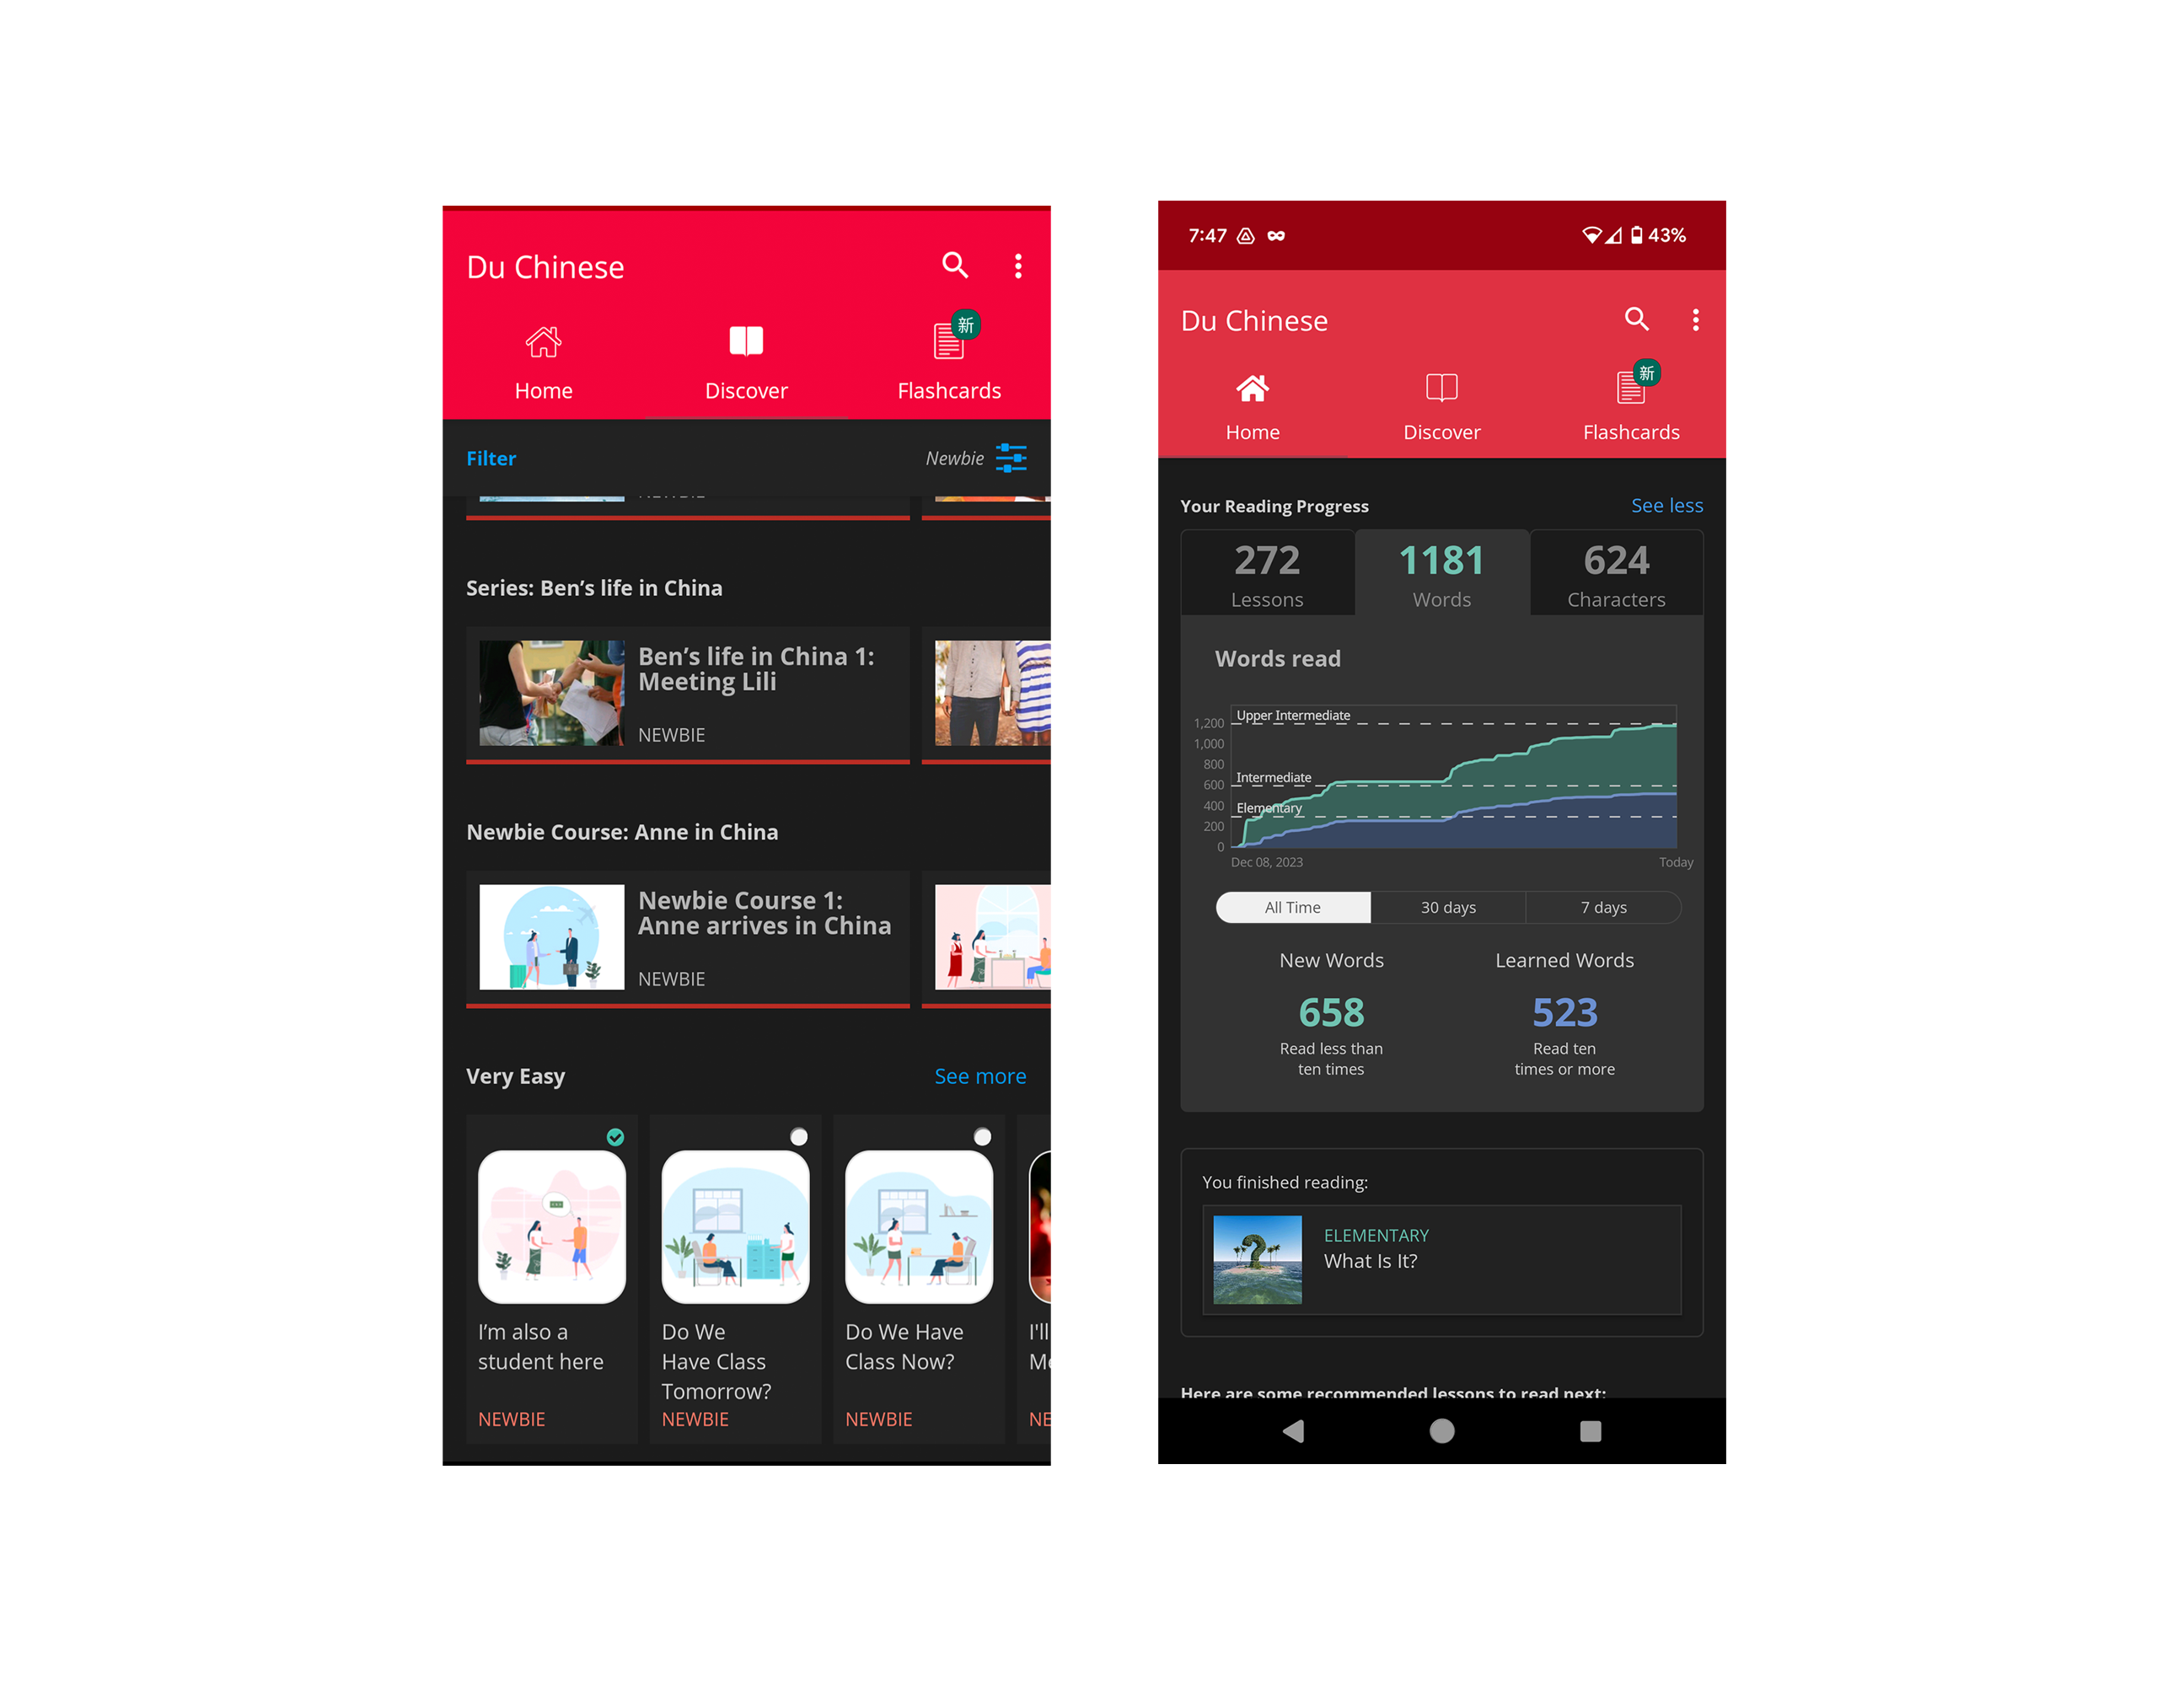 Du Chinese
新
Home
Discover
Flashcards
Filter
Newbie
Series: Ben’s life in China
Ben’s life in China 1:
Meeting Lili
NEWBIE
Newbie Course: Anne in China
Newbie Course 1:
Anne arrives in China
NEWBIE
Very Easy
See more
I’m also a
student here
NEWBIE
Do We
Have Class
Tomorrow?
NEWBIE
Do We Have
Class Now?
NEWBIE
I'll
7:47
43%
Du Chinese
新
Home
Discover
Flashcards
Your Reading Progress
See less
272
Lessons
1181
Words
624
Characters
Words read
1,200
1,000
800
600
400
200
0
Upper Intermediate
Intermediate
Elementary
Dec 08, 2023
Today
All Time
30 days
7 days
New Words
Learned Words
658
523
Read less than
ten times
Read ten
times or more
You finished reading:
ELEMENTARY
What Is It?
Here are some recommended lessons to read next: